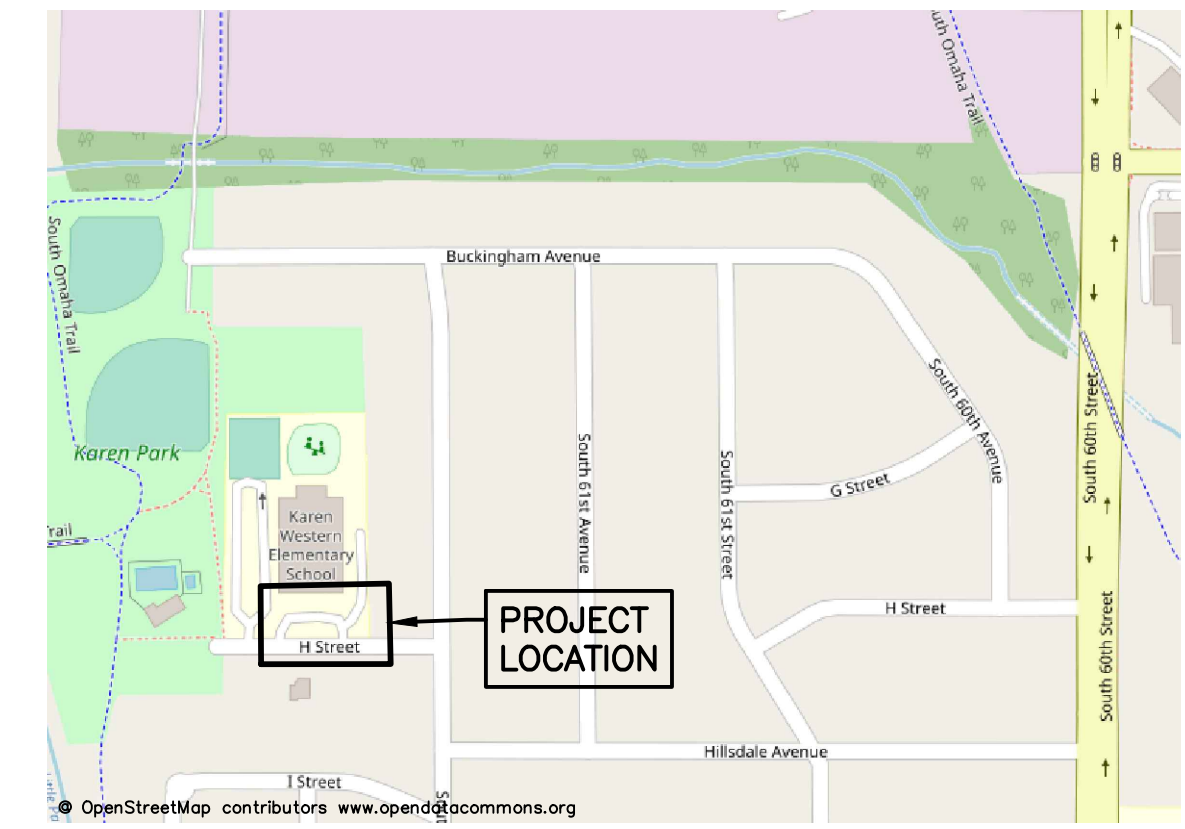 South Omaha Trail
South Omaha Trail
Buckingham Avenue
South 60th Avenue
South 60th Street
Karen Park
South 61st Avenue
South 61st Street
G Street
Karen
Western
Elementary
School
Trail
H Street
PROJECT
LOCATION
H Street
South 60th Street
Hillsdale Avenue
I Street
© OpenStreetMap contributors www.opendatacommons.org